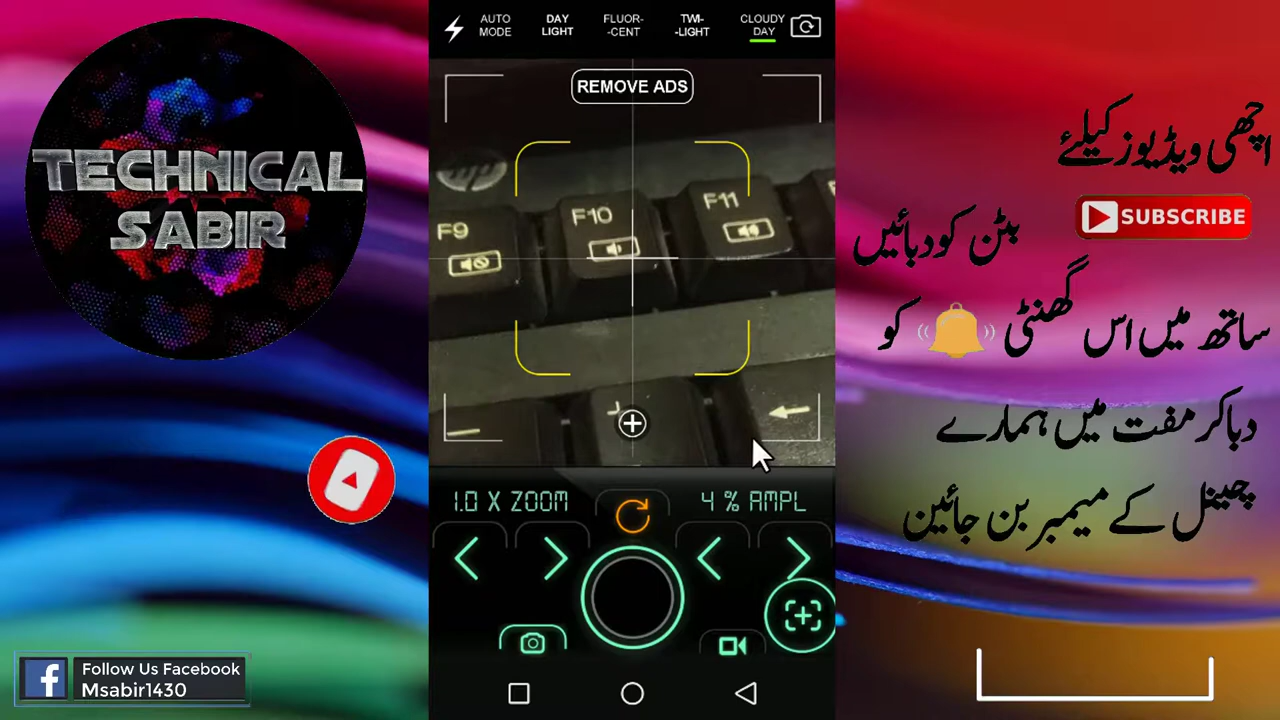 TECHNICAL
SABIR
Follow Us Facebook
Msabir1430
AUTO
MODE
DAY
LIGHT
FLUOR-
-CENT
TWI-
-LIGHT
CLOUDY
DAY
REMOVE ADS
hp
F9
F10
F11
1.0 X ZOOM
4 % AMPL
اچھی ویڈیوز کیلئے
SUBSCRIBE
بٹن کو دبائیں
ساتھ میں اس گھنٹی کو
دبا کر مفت میں ہمارے
چینل کے میمبر بن جائین